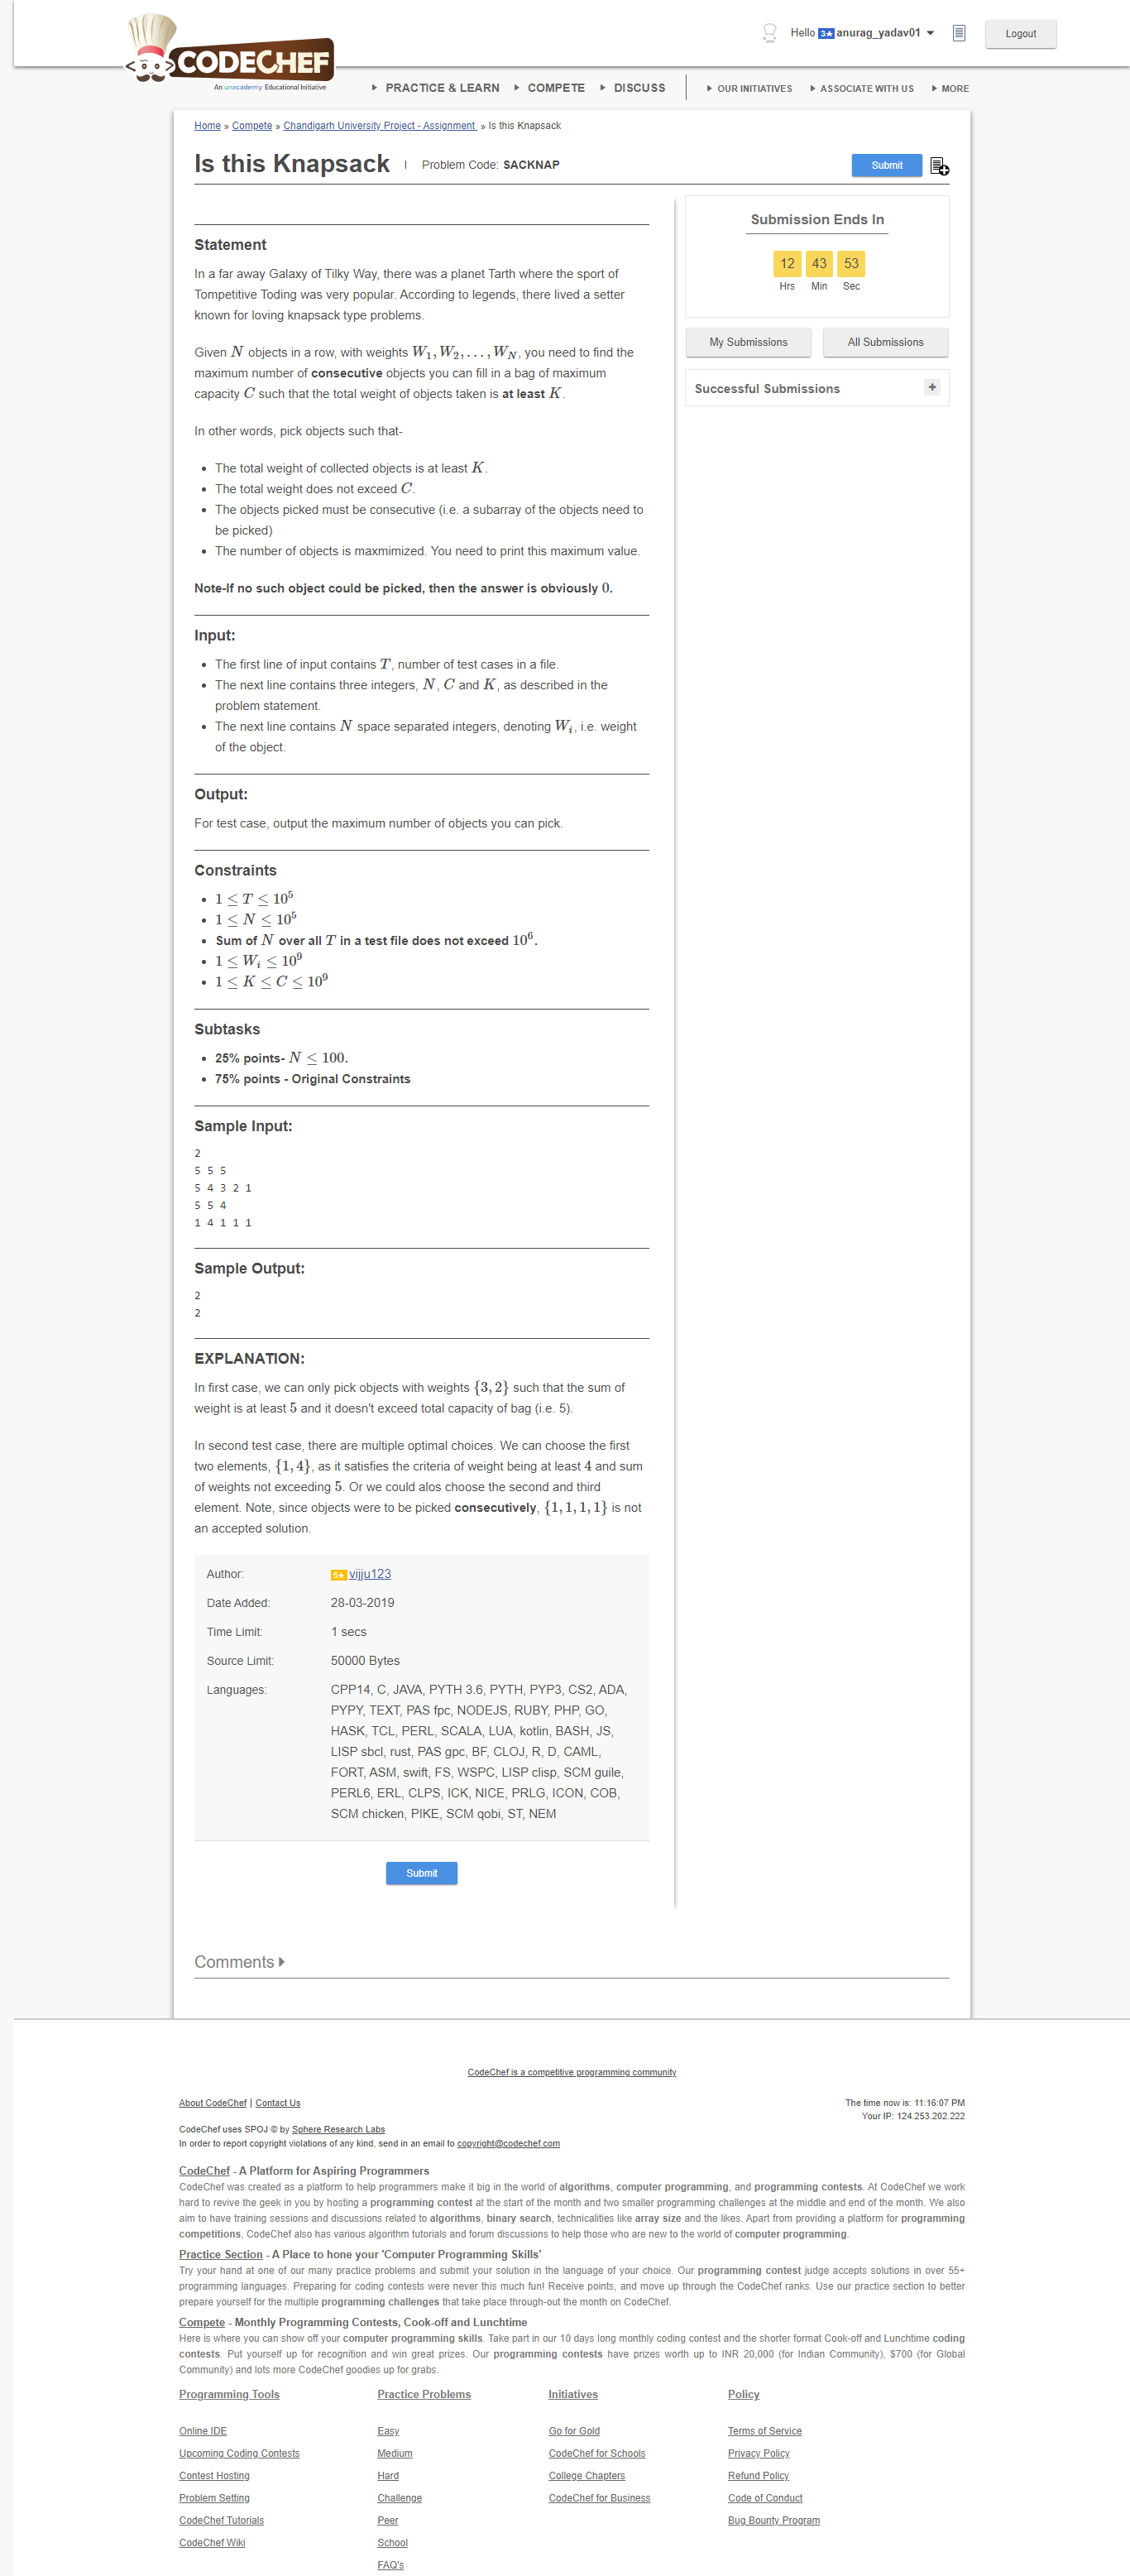 Hello 3★ anurag_yadav01
Logout
CODECHEF
An unacademy Educational Initiative
PRACTICE & LEARN COMPETE DISCUSS OUR INITIATIVES ASSOCIATE WITH US MORE
Home » Compete » Chandigarh University Project - Assignment » Is this Knapsack
Is this Knapsack | Problem Code: SACKNAP
Submit
Statement
In a far away Galaxy of Tilky Way, there was a planet Tarth where the sport of
Tompetitive Toding was very popular. According to legends, there lived a setter
known for loving knapsack type problems.
Given N objects in a row, with weights W₁, W₂, . . . , W_N, you need to find the
maximum number of consecutive objects you can fill in a bag of maximum
capacity C such that the total weight of objects taken is at least K.
In other words, pick objects such that-
• The total weight of collected objects is at least K.
• The total weight does not exceed C.
• The objects picked must be consecutive (i.e. a subarray of the objects need to
be picked)
• The number of objects is maxmimized. You need to print this maximum value.
Note-If no such object could be picked, then the answer is obviously 0.
Input:
• The first line of input contains T, number of test cases in a file.
• The next line contains three integers, N, C and K, as described in the
problem statement.
• The next line contains N space separated integers, denoting Wᵢ, i.e. weight
of the object.
Output:
For test case, output the maximum number of objects you can pick.
Constraints
• 1 ≤ T ≤ 10⁵
• 1 ≤ N ≤ 10⁵
• Sum of N over all T in a test file does not exceed 10⁶.
• 1 ≤ Wᵢ ≤ 10⁹
• 1 ≤ K ≤ C ≤ 10⁹
Subtasks
• 25% points- N ≤ 100.
• 75% points - Original Constraints
Sample Input:
2
5 5 5
5 4 3 2 1
5 5 4
1 4 1 1 1
Sample Output:
2
2
EXPLANATION:
In first case, we can only pick objects with weights {3, 2} such that the sum of
weight is at least 5 and it doesn't exceed total capacity of bag (i.e. 5).
In second test case, there are multiple optimal choices. We can choose the first
two elements, {1, 4}, as it satisfies the criteria of weight being at least 4 and sum
of weights not exceeding 5. Or we could alos choose the second and third
element. Note, since objects were to be picked consecutively, {1, 1, 1, 1} is not
an accepted solution.
Author: 5★ vijju123
Date Added: 28-03-2019
Time Limit: 1 secs
Source Limit: 50000 Bytes
Languages: CPP14, C, JAVA, PYTH 3.6, PYTH, PYP3, CS2, ADA,
PYPY, TEXT, PAS fpc, NODEJS, RUBY, PHP, GO,
HASK, TCL, PERL, SCALA, LUA, kotlin, BASH, JS,
LISP sbcl, rust, PAS gpc, BF, CLOJ, R, D, CAML,
FORT, ASM, swift, FS, WSPC, LISP clisp, SCM guile,
PERL6, ERL, CLPS, ICK, NICE, PRLG, ICON, COB,
SCM chicken, PIKE, SCM qobi, ST, NEM
Submit
Submission Ends In
12 43 53
Hrs Min Sec
My Submissions All Submissions
Successful Submissions +
Comments
CodeChef is a competitive programming community
About CodeChef | Contact Us
The time now is: 11:16:07 PM
Your IP: 124.253.202.222
CodeChef uses SPOJ © by Sphere Research Labs
In order to report copyright violations of any kind, send in an email to copyright@codechef.com
CodeChef - A Platform for Aspiring Programmers
CodeChef was created as a platform to help programmers make it big in the world of algorithms, computer programming, and programming contests. At CodeChef we work
hard to revive the geek in you by hosting a programming contest at the start of the month and two smaller programming challenges at the middle and end of the month. We also
aim to have training sessions and discussions related to algorithms, binary search, technicalities like array size and the likes. Apart from providing a platform for programming
competitions, CodeChef also has various algorithm tutorials and forum discussions to help those who are new to the world of computer programming.
Practice Section - A Place to hone your 'Computer Programming Skills'
Try your hand at one of our many practice problems and submit your solution in the language of your choice. Our programming contest judge accepts solutions in over 55+
programming languages. Preparing for coding contests were never this much fun! Receive points, and move up through the CodeChef ranks. Use our practice section to better
prepare yourself for the multiple programming challenges that take place through-out the month on CodeChef.
Compete - Monthly Programming Contests, Cook-off and Lunchtime
Here is where you can show off your computer programming skills. Take part in our 10 days long monthly coding contest and the shorter format Cook-off and Lunchtime coding
contests. Put yourself up for recognition and win great prizes. Our programming contests have prizes worth up to INR 20,000 (for Indian Community), $700 (for Global
Community) and lots more CodeChef goodies up for grabs.
Programming Tools
Online IDE
Upcoming Coding Contests
Contest Hosting
Problem Setting
CodeChef Tutorials
CodeChef Wiki
Practice Problems
Easy
Medium
Hard
Challenge
Peer
School
FAQ's
Initiatives
Go for Gold
CodeChef for Schools
College Chapters
CodeChef for Business
Policy
Terms of Service
Privacy Policy
Refund Policy
Code of Conduct
Bug Bounty Program